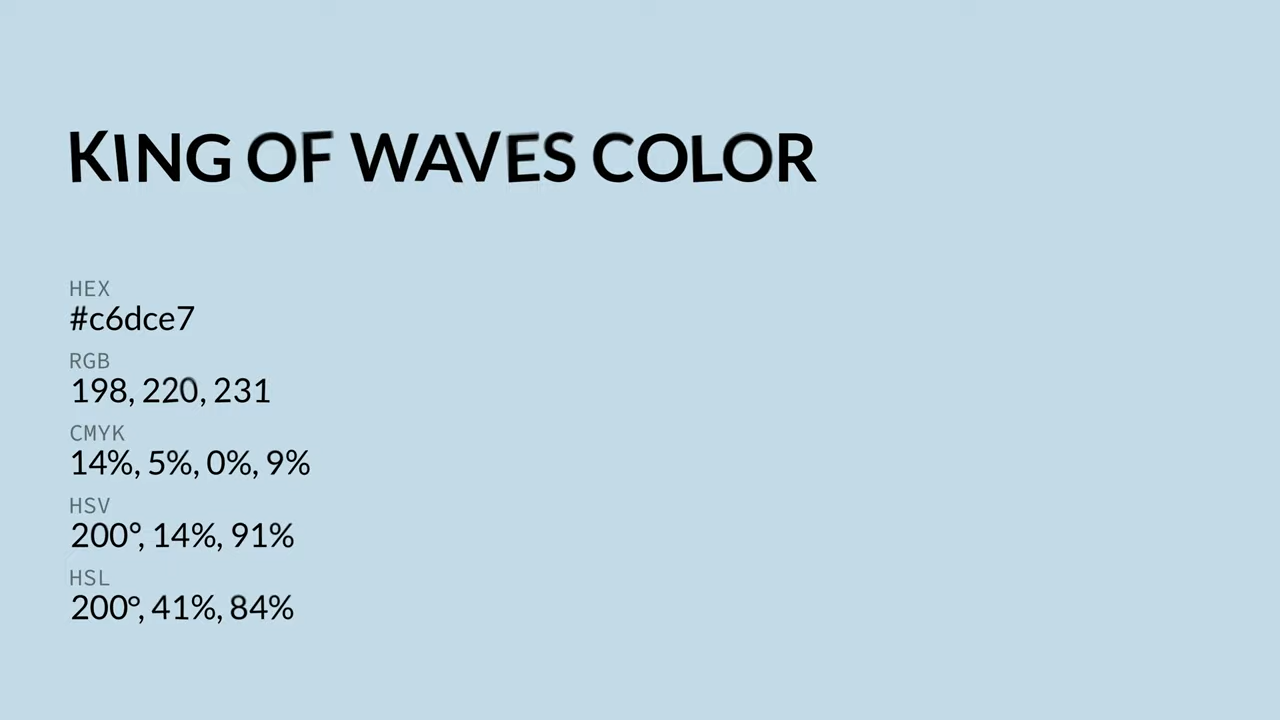 KING OF WAVES COLOR
HEX
#c6dce7
RGB
198, 220, 231
CMYK
14%, 5%, 0%, 9%
HSV
200°, 14%, 91%
HSL
200°, 41%, 84%